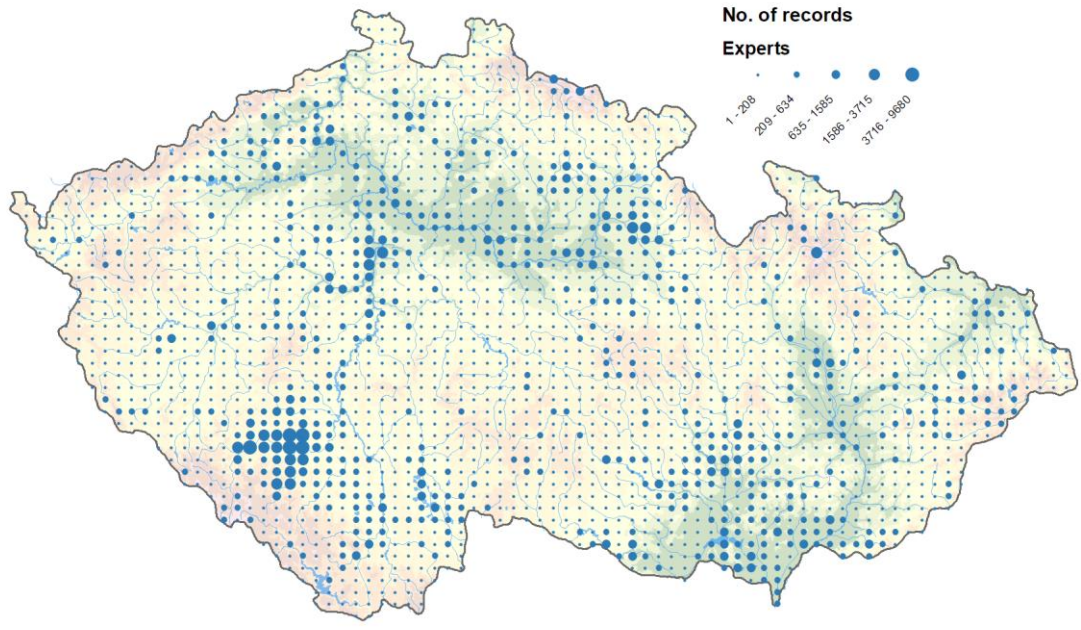 No. of records
Experts
1 - 208
209 - 634
635 - 1585
1586 - 3715
3716 - 9680